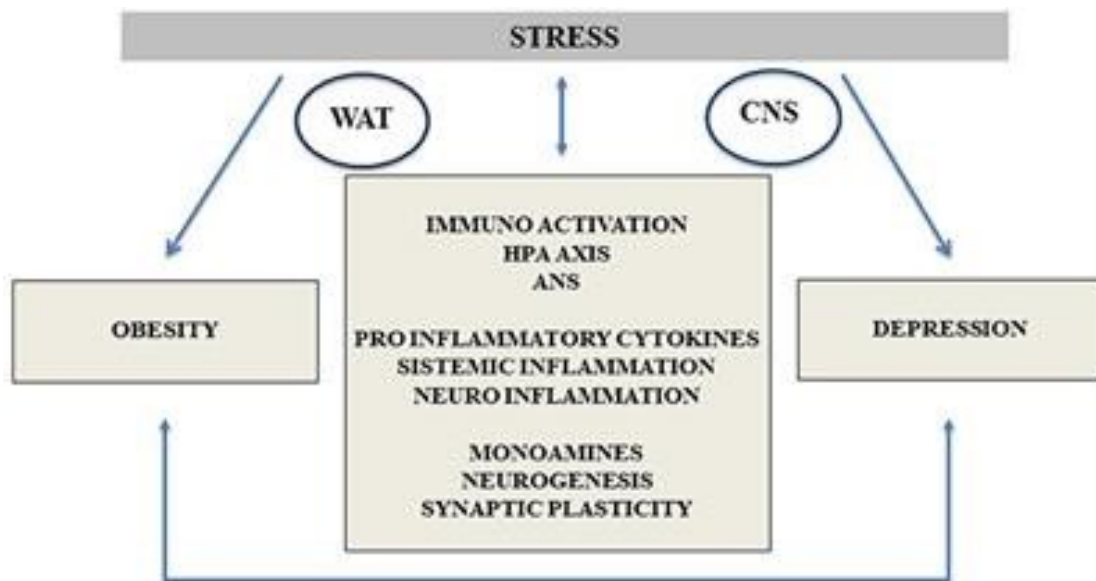 STRESS
WAT
CNS
IMMUNO ACTIVATION
HPA AXIS
ANS
OBESITY
DEPRESSION
PRO INFLAMMATORY CYTOKINES
SISTEMIC INFLAMMATION
NEURO INFLAMMATION
MONOAMINES
NEUROGENESIS
SYNAPTIC PLASTICITY